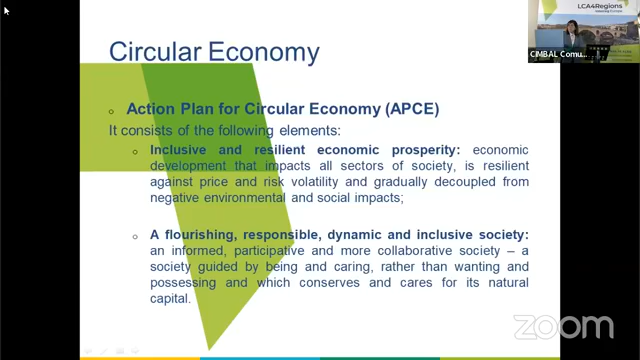 LCA4Regions
Interreg Europe
CIMBAL Comu...
Circular Economy
Action Plan for Circular Economy (APCE)
It consists of the following elements:
Inclusive and resilient economic prosperity: economic
development that impacts all sectors of society, is resilient
against price and risk volatility and gradually decoupled from
negative environmental and social impacts;
A flourishing, responsible, dynamic and inclusive society:
an informed, participative and more collaborative society – a
society guided by being and caring, rather than wanting and
possessing and which conserves and cares for its natural
capital.
zoom